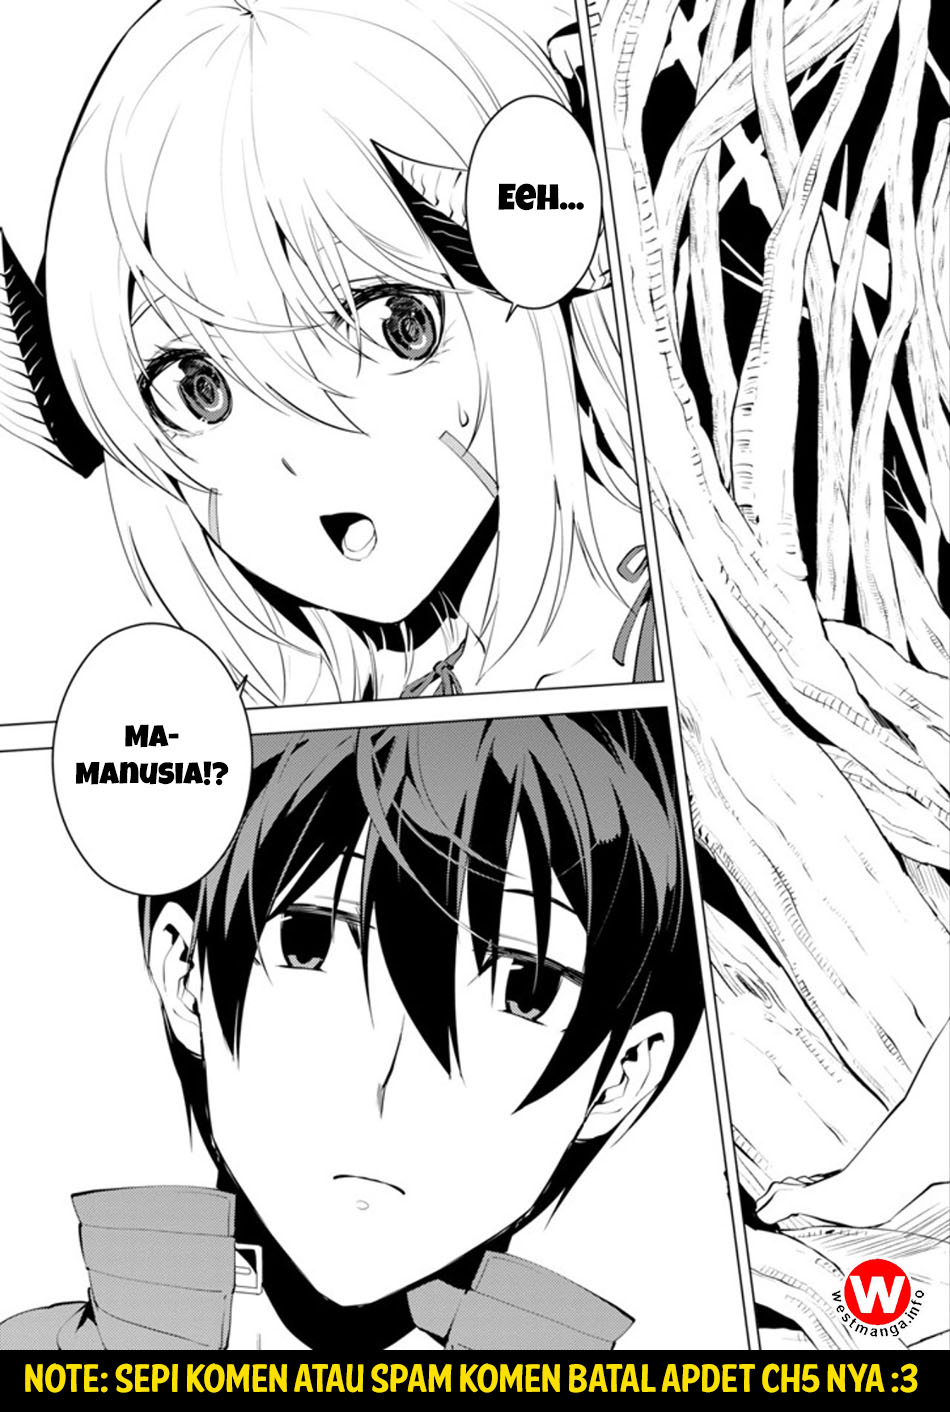 EEH...
MA-
MANUSIA!?
W
westmanga.info
NOTE: SEPI KOMEN ATAU SPAM KOMEN BATAL APDET CH5 NYA :3